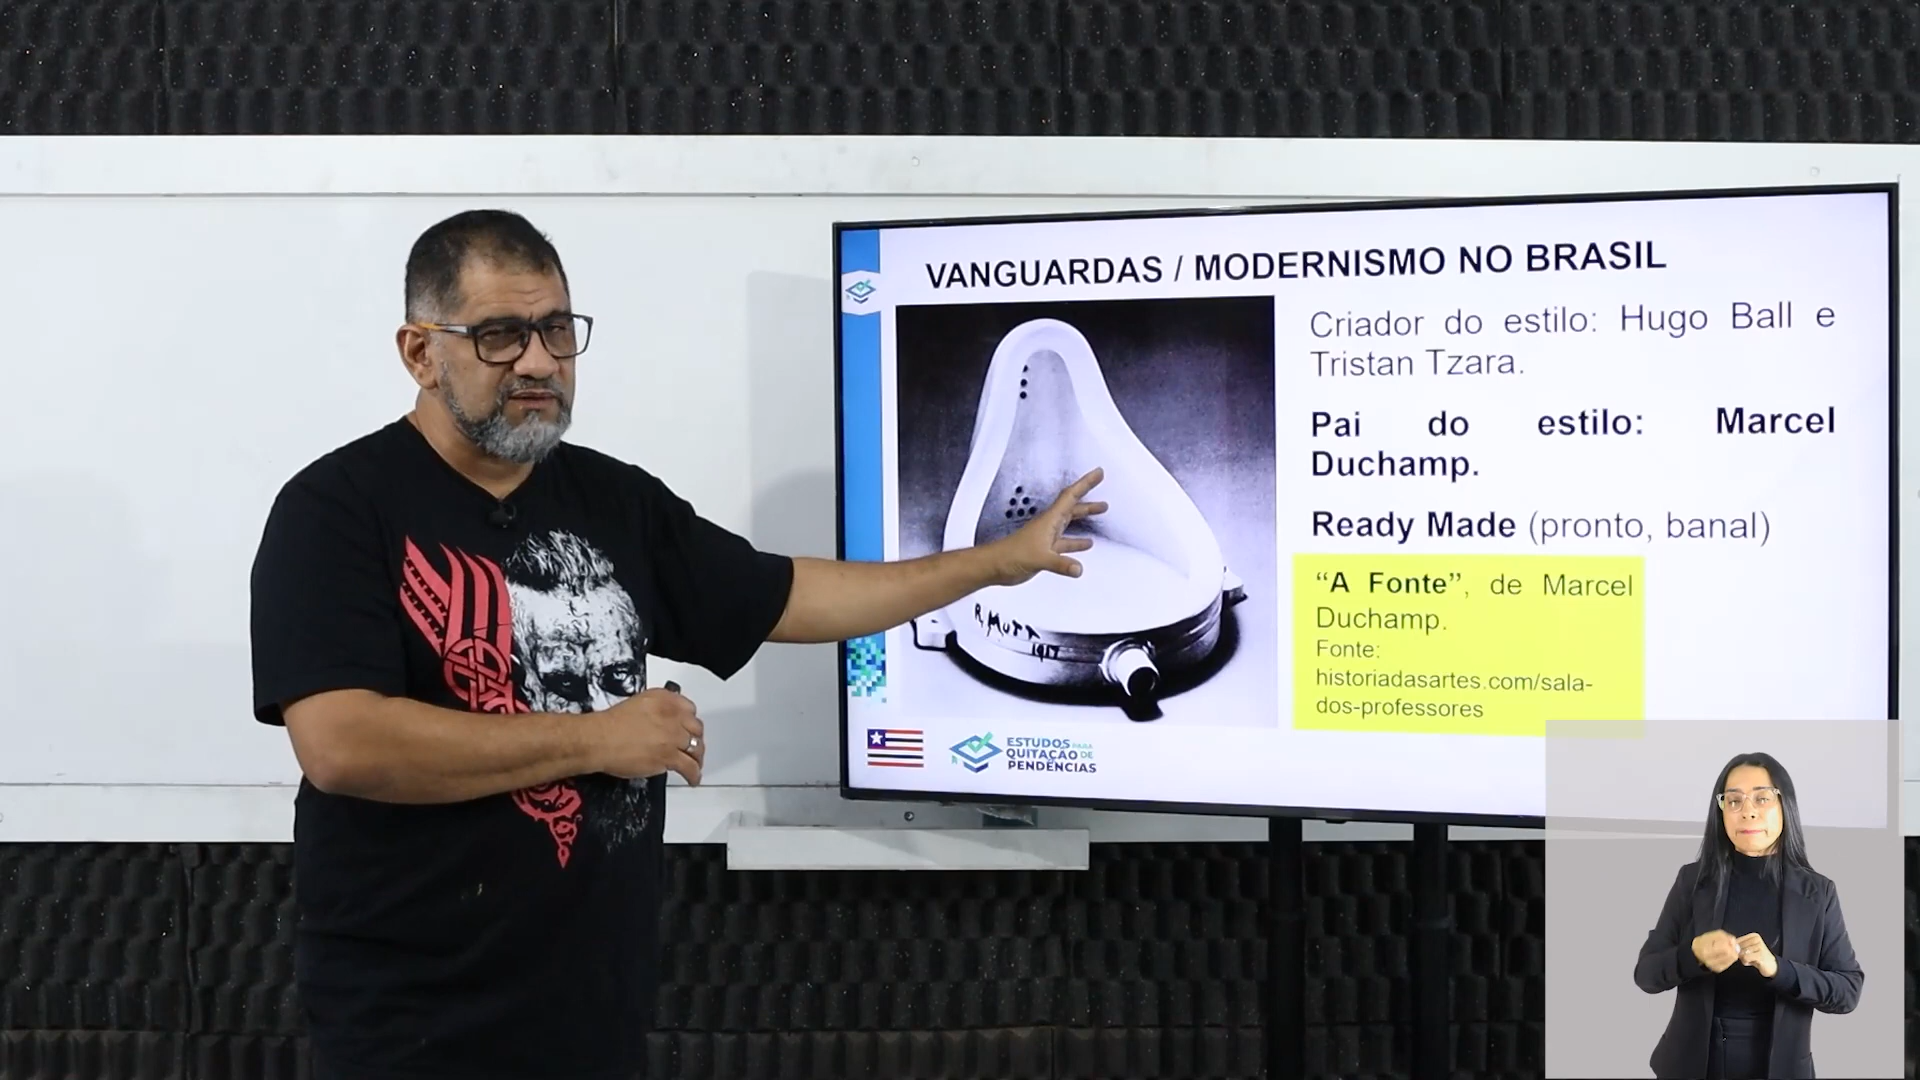 VANGUARDAS / MODERNISMO NO BRASIL
Criador do estilo: Hugo Ball e
Tristan Tzara.
Pai do estilo: Marcel
Duchamp.
Ready Made (pronto, banal)
“A Fonte”, de Marcel
Duchamp.
Fonte:
historiadasartes.com/sala-
dos-professores
R. MUTT
1917
ESTUDOS PARA
QUITAÇÃO DE
PENDÊNCIAS